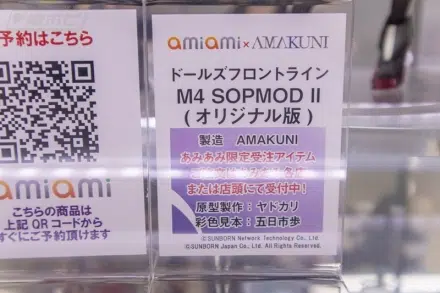 予約はこちら
amiami
こちらの商品は
上記QRコードから
すぐにご予約頂けます
amiami×AMAKUNI
ドールズフロントライン
M4 SOPMOD II
(オリジナル版)
製造 AMAKUNI
あみあみ限定受注アイテム
または店頭にて受付中!
原型製作:ヤドカリ
彩色見本:五日市歩
©SUNBORN Network Technology Co., Ltd.
©SUNBORN Japan Co., Ltd. All Rights Reserved.